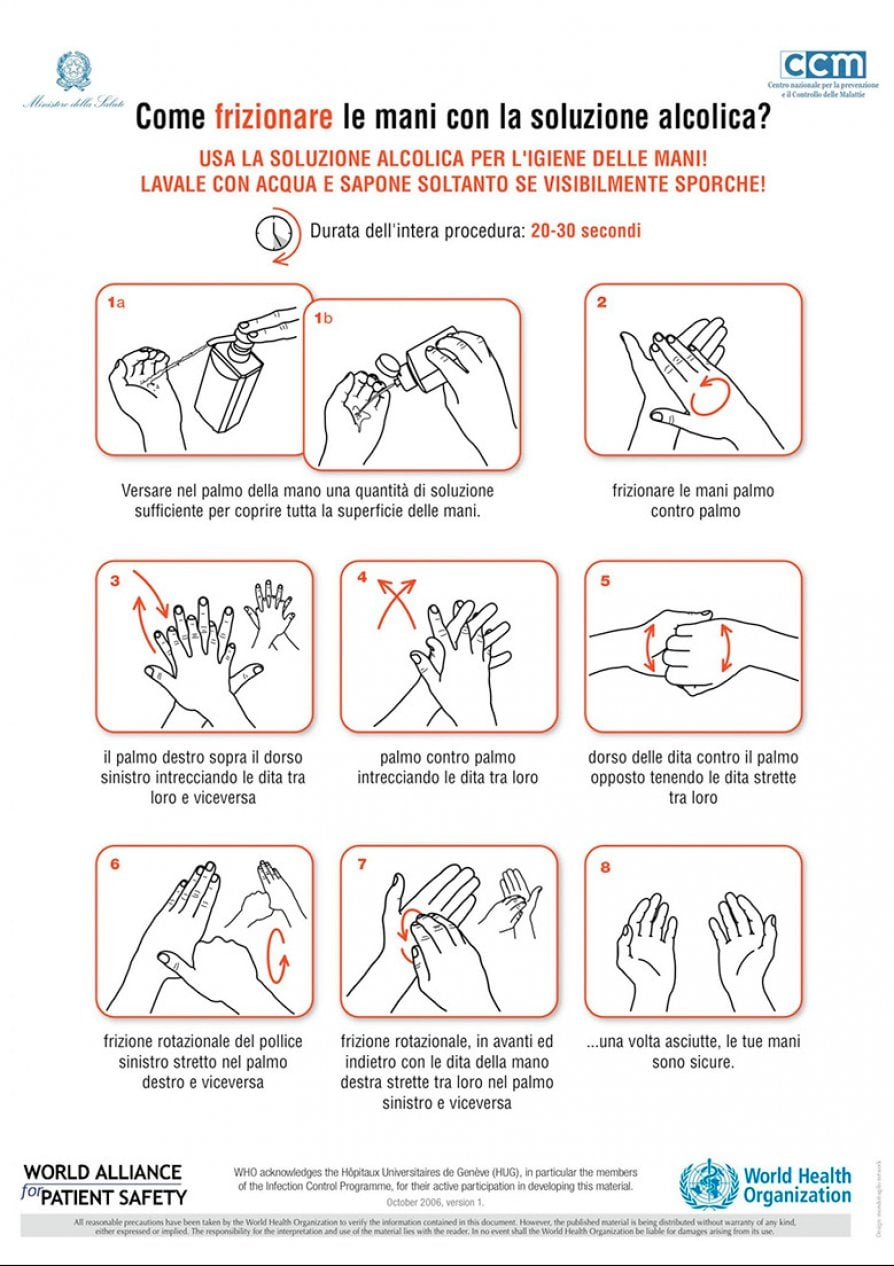 Ministero della Salute
ccm
Centro nazionale per la prevenzione
e il Controllo delle Malattie
Come frizionare le mani con la soluzione alcolica?
USA LA SOLUZIONE ALCOLICA PER L'IGIENE DELLE MANI!
LAVALE CON ACQUA E SAPONE SOLTANTO SE VISIBILMENTE SPORCHE!
Durata dell'intera procedura: 20-30 secondi
1a
1b
Versare nel palmo della mano una quantità di soluzione
sufficiente per coprire tutta la superficie delle mani.
2
frizionare le mani palmo
contro palmo
3
il palmo destro sopra il dorso
sinistro intrecciando le dita tra
loro e viceversa
4
palmo contro palmo
intrecciando le dita tra loro
5
dorso delle dita contro il palmo
opposto tenendo le dita strette
tra loro
6
frizione rotazionale del pollice
sinistro stretto nel palmo
destro e viceversa
7
frizione rotazionale, in avanti ed
indietro con le dita della mano
destra strette tra loro nel palmo
sinistro e viceversa
8
...una volta asciutte, le tue mani
sono sicure.
WORLD ALLIANCE
for PATIENT SAFETY
WHO acknowledges the Hôpitaux Universitaires de Genève (HUG), in particular the members
of the Infection Control Programme, for their active participation in developing this material.
October 2006, version 1.
World Health
Organization
All reasonable precautions have been taken by the World Health Organization to verify the information contained in this document. However, the published material is being distributed without warranty of any kind,
either expressed or implied. The responsibility for the interpretation and use of the material lies with the reader. In no event shall the World Health Organization be liable for damages arising from its use.